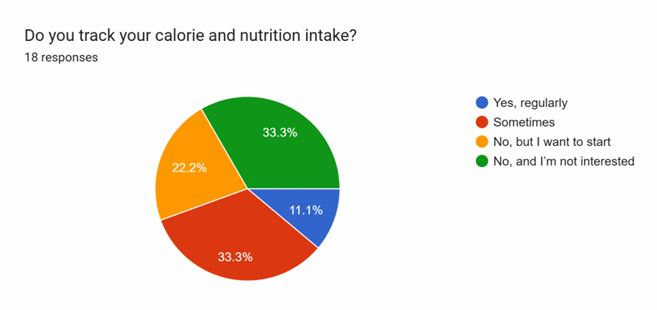 Do you track your calorie and nutrition intake?
18 responses
Yes, regularly
Sometimes
No, but I want to start
No, and I'm not interested
33.3%
22.2%
11.1%
33.3%